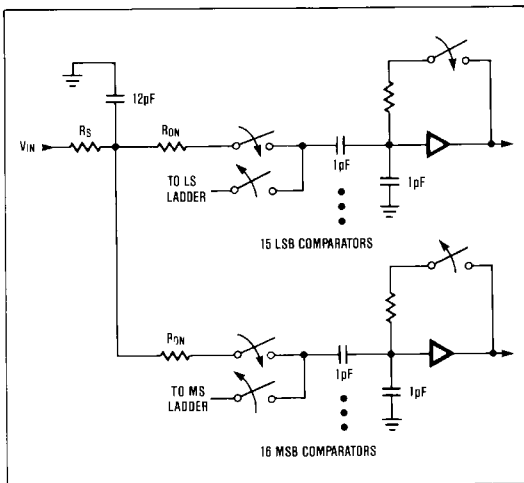 12pF
RS
RON
VIN
TO LS
LADDER
1pF
1pF
15 LSB COMPARATORS
RON
TO MS
LADDER
1pF
1pF
16 MSB COMPARATORS